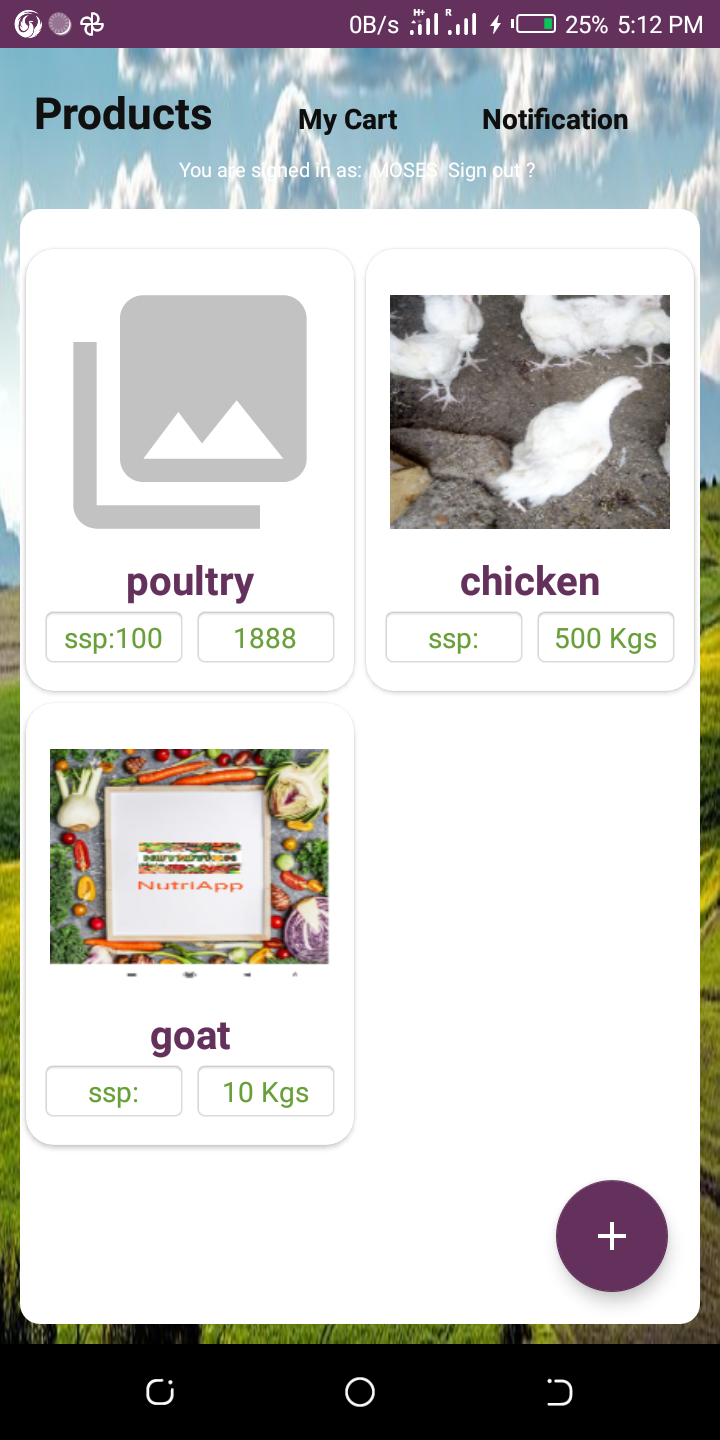 0B/s H+ R 25% 5:12 PM
Products My Cart Notification
You are signed in as: MOSES Sign out ?
poultry
ssp:100 1888
chicken
ssp: 500 Kgs
NutriApp
goat
ssp: 10 Kgs
+